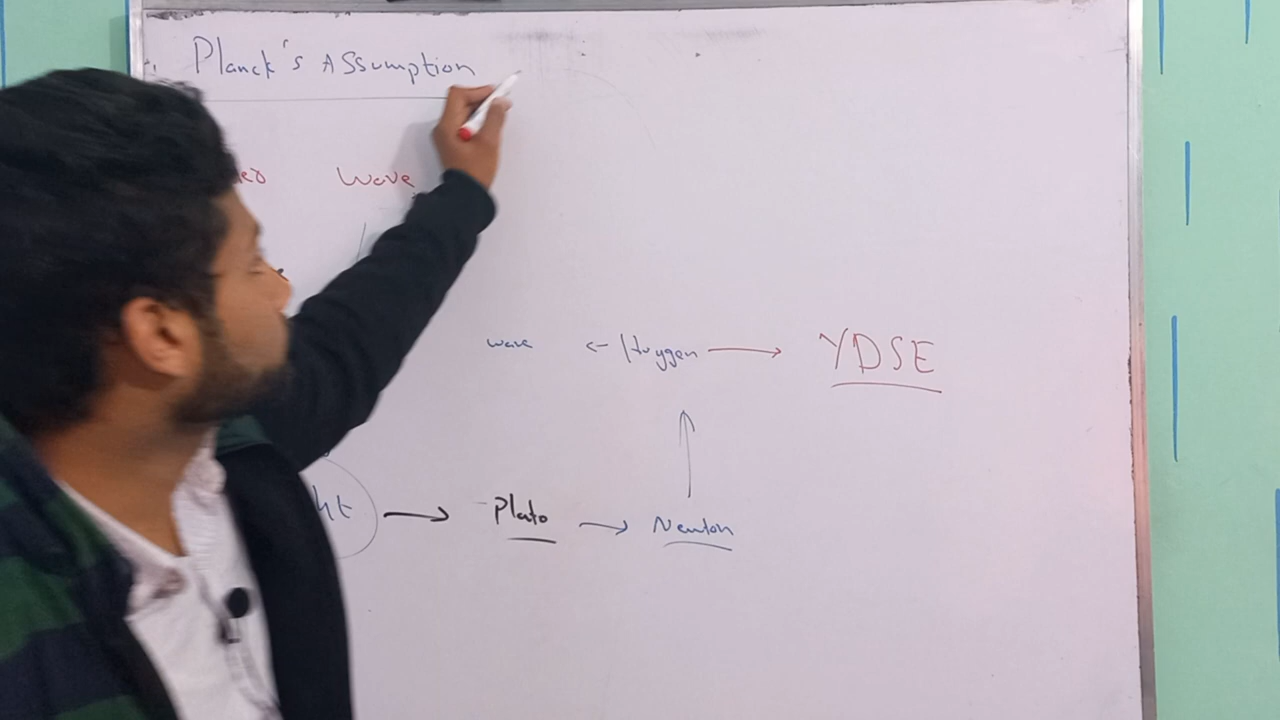 Planck's Assumption
wave
wave ← Huygen → YDSE
→ Plato → Newton